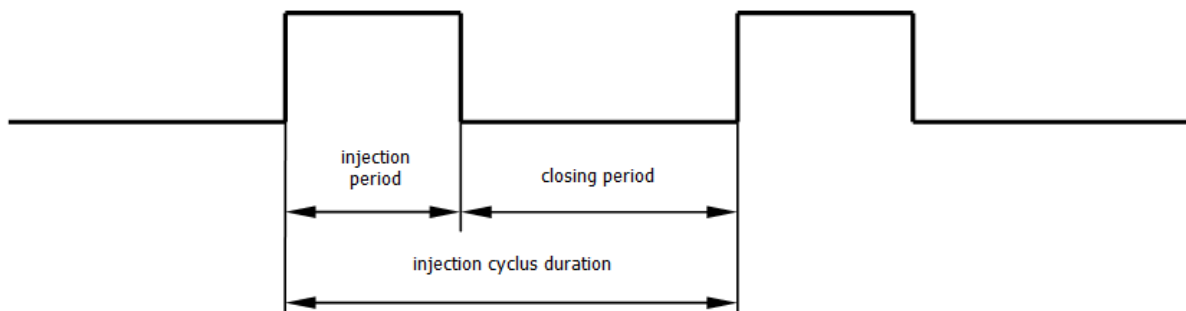 injection
period
closing period
injection cyclus duration